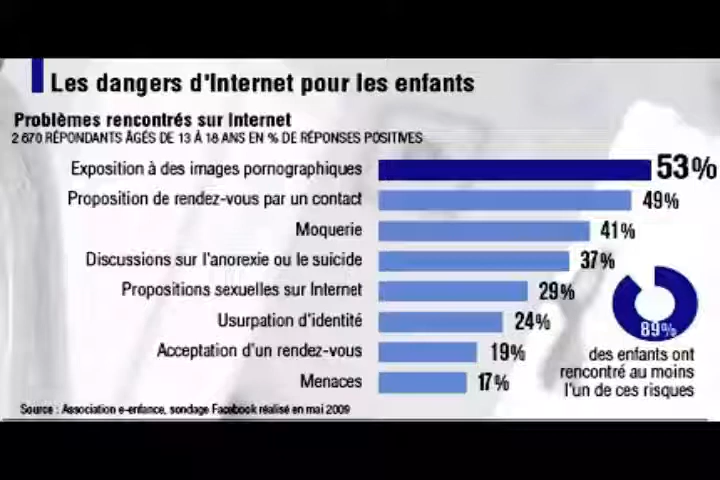 Les dangers d'Internet pour les enfants
Problèmes rencontrés sur Internet
2 670 RÉPONDANTS ÂGÉS DE 13 À 18 ANS EN % DE RÉPONSES POSITIVES
Exposition à des images pornographiques 53%
Proposition de rendez-vous par un contact 49%
Moquerie 41%
Discussions sur l'anorexie ou le suicide 37%
Propositions sexuelles sur Internet 29%
Usurpation d'identité 24%
Acceptation d'un rendez-vous 19%
Menaces 17%
89%
des enfants ont
rencontré au moins
l'un de ces risques
Source : Association e-enfance, sondage Facebook réalisé en mai 2009